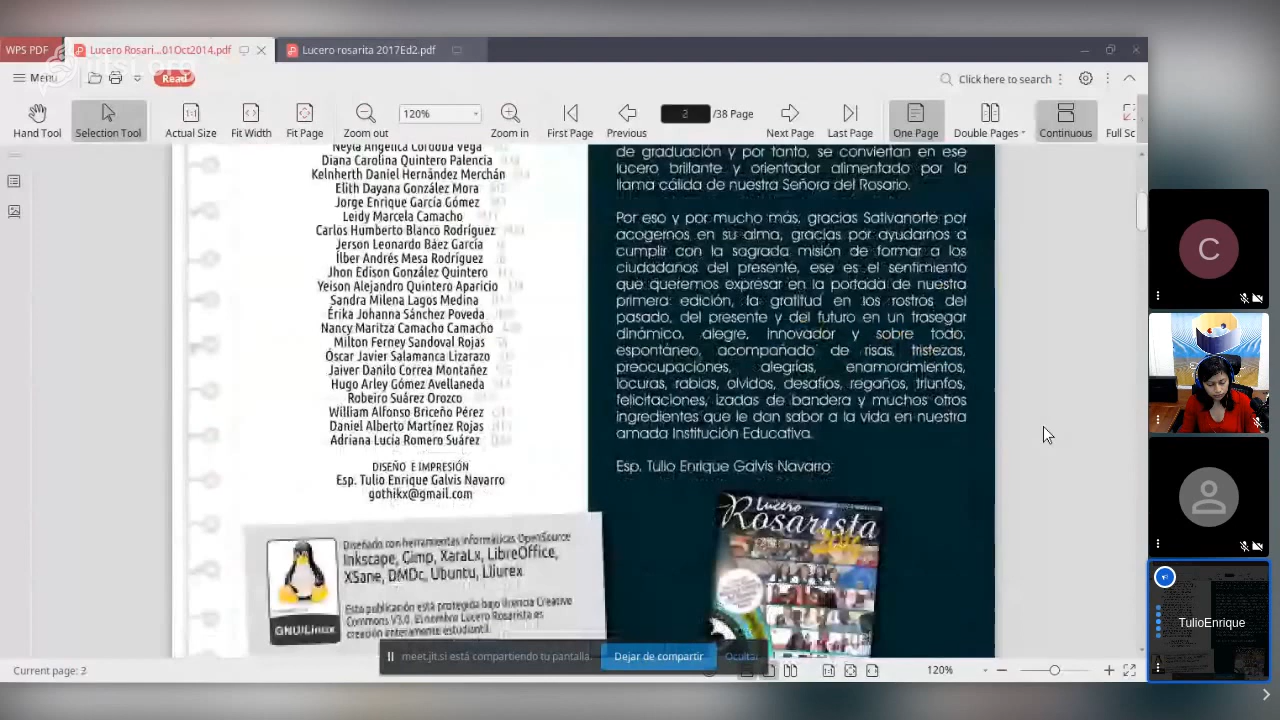 WPS PDF
Lucero Rosari...01Oct2014.pdf
Lucero rosarita 2017Ed2.pdf
jitsi.org
Menu
Read
Click here to search
Hand Tool
Selection Tool
Actual Size
Fit Width
Fit Page
Zoom out
120%
Zoom in
First Page
Previous
2
/38 Page
Next Page
Last Page
One Page
Double Pages
Continuous
Full Sc
Neyla Angélica Córdoba Vega
Diana Carolina Quintero Palencia
Kelnherth Daniel Hernández Merchán
Elith Dayana González Mora
Jorge Enrique García Gómez
Leidy Marcela Camacho
Carlos Humberto Blanco Rodríguez
Jerson Leonardo Báez García
Ílber Andrés Mesa Rodríguez
Jhon Edison González Quintero
Yeison Alejandro Quintero Aparicio
Sandra Milena Lagos Medina
Érika Johanna Sánchez Poveda
Nancy Maritza Camacho Camacho
Milton Ferney Sandoval Rojas
Óscar Javier Salamanca Lizarazo
Jaiver Danilo Correa Montañez
Hugo Arley Gómez Avellaneda
Robeiro Suárez Orozco
William Alfonso Briceño Pérez
Daniel Alberto Martínez Rojas
Adriana Lucía Romero Suárez
DISEÑO E IMPRESIÓN
Esp. Tulio Enrique Galvis Navarro
gothikx@gmail.com
Diseñado con herramientas informáticas OpenSource
Inkscape, Gimp, XaraLx, LibreOffice,
XSane, DMDc, Ubuntu, Lliurex
Esta publicación está protegida bajo licencia Creative
Commons V3.0. El nombre Lucero Rosarista es
creación enteramente estudiantil.
GNU/Linux
de graduación y por tanto, se conviertan en ese
lucero brillante y orientador alimentado por la
llama cálida de nuestra Señora del Rosario.
Por eso y por mucho más, gracias Sativanorte por
acogernos en su alma, gracias por ayudarnos a
cumplir con la sagrada misión de formar a los
ciudadanos del presente, ese es el sentimiento
que queremos expresar en la portada de nuestra
primera edición, la gratitud en los rostros del
pasado, del presente y del futuro en un trasegar
dinámico, alegre, innovador y sobre todo,
espontáneo, acompañado de risas, tristezas,
preocupaciones, alegrías, enamoramientos,
locuras, rabias, olvidos, desafíos, regaños, triunfos,
felicitaciones, izadas de bandera y muchos otros
ingredientes que le dan sabor a la vida en nuestra
amada Institución Educativa.
Esp. Tulio Enrique Galvis Navarro
Lucero
Rosarista
meet.jit.si está compartiendo tu pantalla.
Dejar de compartir
Ocultar
Current page: 3
120%
C
TulioEnrique